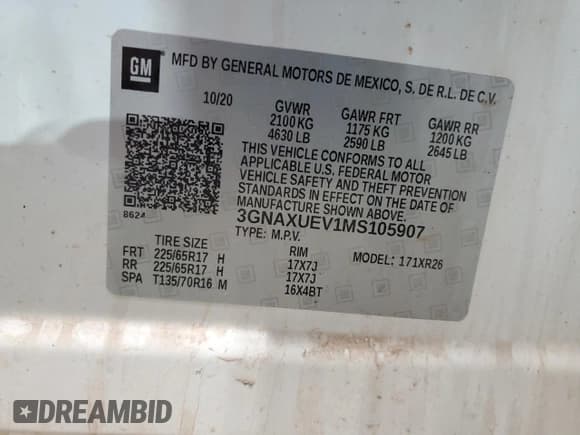 GM
MFD BY GENERAL MOTORS DE MEXICO, S. DE R.L. DE C.V.
10/20 GVWR GAWR FRT GAWR RR
2100 KG 1175 KG 1200 KG
4630 LB 2590 LB 2645 LB
THIS VEHICLE CONFORMS TO ALL
APPLICABLE U.S. FEDERAL MOTOR
VEHICLE SAFETY AND THEFT PREVENTION
STANDARDS IN EFFECT ON THE DATE OF
MANUFACTURE SHOWN ABOVE.
8624 3GNAXUEV1MS105907
TYPE: M.P.V.
TIRE SIZE RIM MODEL: 171XR26
FRT 225/65R17 H 17X7J
RR 225/65R17 H 17X7J
SPA T135/70R16 M 16X4BT
DREAMBID